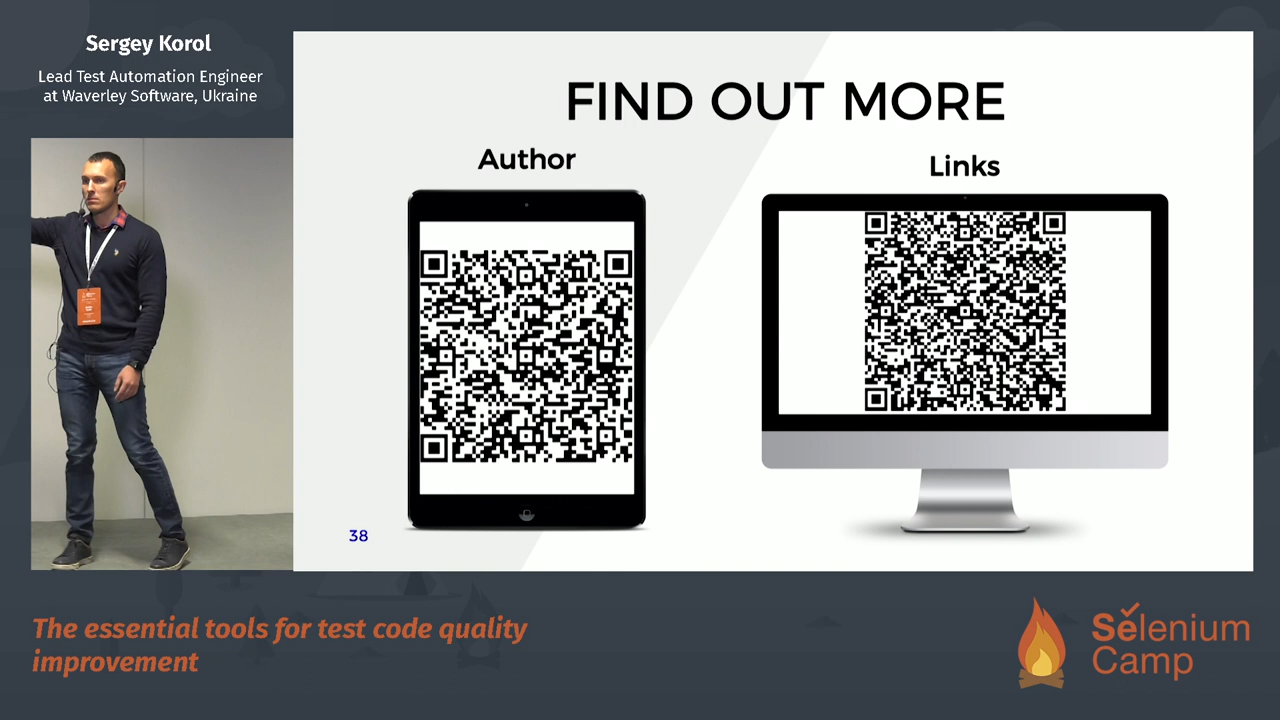 Sergey Korol
Lead Test Automation Engineer
at Waverley Software, Ukraine
FIND OUT MORE
Author
Links
38
The essential tools for test code quality
improvement
Selenium
Camp